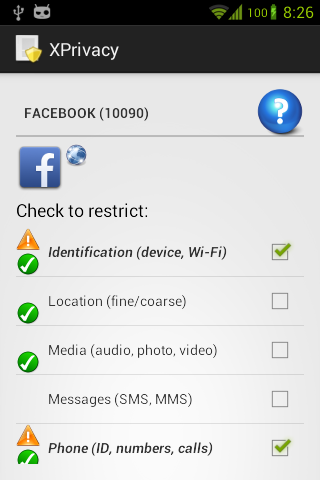 100 8:26
XPrivacy
FACEBOOK (10090)
?
f
Check to restrict:
Identification (device, Wi-Fi)
Location (fine/coarse)
Media (audio, photo, video)
Messages (SMS, MMS)
Phone (ID, numbers, calls)